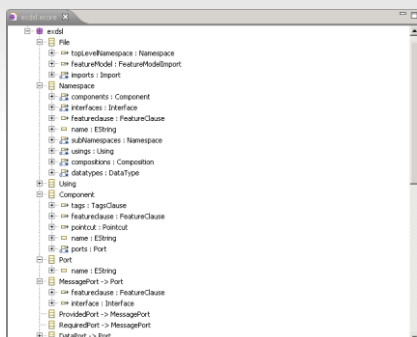 exdsl.ecore
exdsl
File
topLevelNamespace : Namespace
featureModel : FeatureModelImport
imports : Import
Namespace
components : Component
interfaces : Interface
featureclause : FeatureClause
name : EString
subNamespaces : Namespace
usings : Using
compositions : Composition
datatypes : DataType
Using
Component
tags : TagsClause
featureclause : FeatureClause
pointcut : Pointcut
name : EString
ports : Port
Port
name : EString
MessagePort -> Port
featureclause : FeatureClause
interface : Interface
ProvidedPort -> MessagePort
RequiredPort -> MessagePort
DataPort -> Port